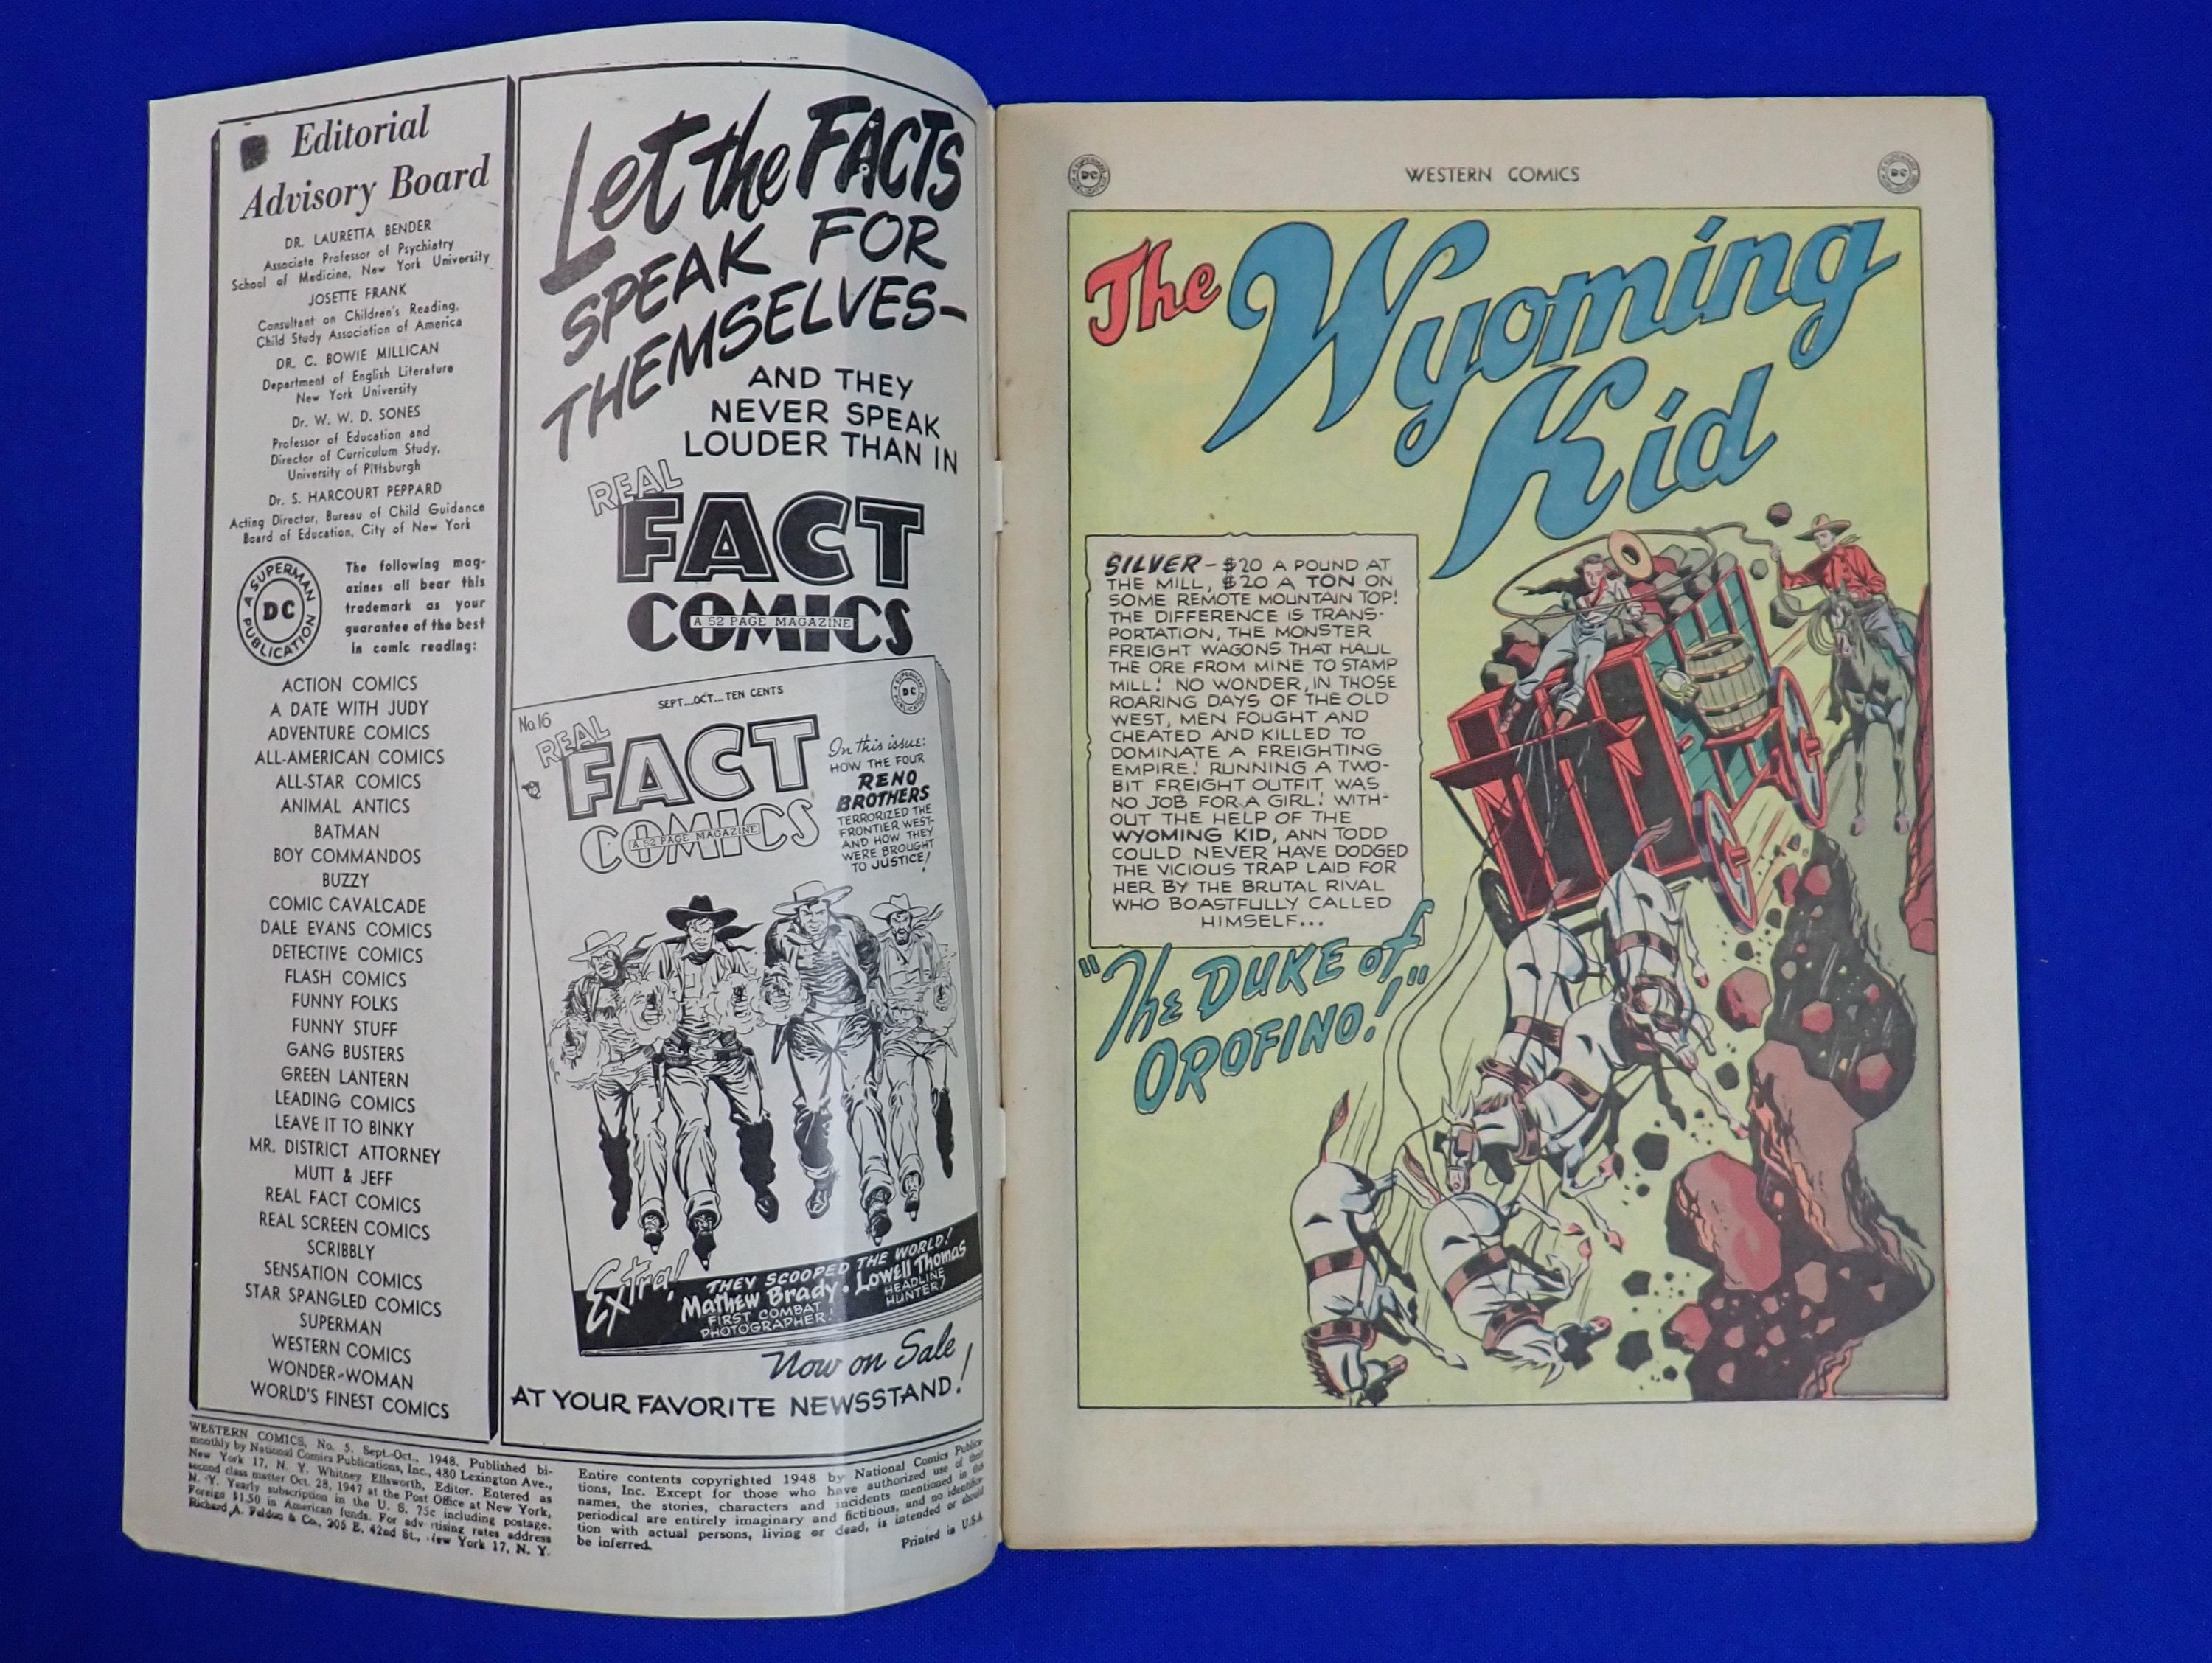 Editorial
Advisory Board
DR. LAURETTA BENDER
Associate Professor of Psychiatry
School of Medicine, New York University
JOSETTE FRANK
Consultant on Children's Reading,
Child Study Association of America
DR. C. BOWIE MILLICAN
Department of English Literature
New York University
Dr. W. W. D. SONES
Professor of Education and
Director of Curriculum Study,
University of Pittsburgh
Dr. S. HARCOURT PEPPARD
Acting Director, Bureau of Child Guidance
Board of Education, City of New York
A SUPERMAN
DC
PUBLICATION
The following mag-
azines all bear this
trademark as your
guarantee of the best
in comic reading:
ACTION COMICS
A DATE WITH JUDY
ADVENTURE COMICS
ALL-AMERICAN COMICS
ALL-STAR COMICS
ANIMAL ANTICS
BATMAN
BOY COMMANDOS
BUZZY
COMIC CAVALCADE
DALE EVANS COMICS
DETECTIVE COMICS
FLASH COMICS
FUNNY FOLKS
FUNNY STUFF
GANG BUSTERS
GREEN LANTERN
LEADING COMICS
LEAVE IT TO BINKY
MR. DISTRICT ATTORNEY
MUTT & JEFF
REAL FACT COMICS
REAL SCREEN COMICS
SCRIBBLY
SENSATION COMICS
STAR SPANGLED COMICS
SUPERMAN
WESTERN COMICS
WONDER-WOMAN
WORLD'S FINEST COMICS
Let the FACTS
SPEAK FOR
THEMSELVES-
AND THEY
NEVER SPEAK
LOUDER THAN IN
REAL
FACT
COMICS
A 52 PAGE MAGAZINE
SEPT...OCT...TEN CENTS
A SUPERMAN
DC
PUBLICATION
No.16
REAL
FACT
COMICS
A 52 PAGE MAGAZINE
In this issue:
HOW THE FOUR
RENO
BROTHERS
TERRORIZED THE
FRONTIER WEST-
AND HOW THEY
WERE BROUGHT
TO JUSTICE!
Extra!
THEY SCOOPED THE WORLD!
Mathew Brady. Lowell Thomas
FIRST COMBAT
PHOTOGRAPHER!
HEADLINE
HUNTER!
Now on Sale
AT YOUR FAVORITE NEWSSTAND!
WESTERN COMICS, No. 5, Sept.-Oct., 1948. Published bi-
monthly by National Comics Publications, Inc., 480 Lexington Ave.,
New York 17, N. Y. Whitney Ellsworth, Editor. Entered as
second class matter Oct. 28, 1947 at the Post Office at New York,
N. Y. Yearly subscription in the U. S. 75c including postage.
Foreign $1.50 in American funds. For advertising rates address
Richard A. Feldon & Co., 205 E. 42nd St., New York 17, N. Y.
Entire contents copyrighted 1948 by National Comics Publica-
tions, Inc. Except for those who have authorized use of their
names, the stories, characters and incidents mentioned in this
periodical are entirely imaginary and fictitious, and no identifica-
tion with actual persons, living or dead, is intended or should
be inferred.
Printed in U.S.A
A SUPERMAN
DC
PUBLICATION
WESTERN COMICS
A SUPERMAN
DC
PUBLICATION
The Wyoming
Kid
SILVER - $20 A POUND AT
THE MILL, $20 A TON ON
SOME REMOTE MOUNTAIN TOP!
THE DIFFERENCE IS TRANS-
PORTATION, THE MONSTER
FREIGHT WAGONS THAT HAUL
THE ORE FROM MINE TO STAMP
MILL! NO WONDER, IN THOSE
ROARING DAYS OF THE OLD
WEST, MEN FOUGHT AND
CHEATED AND KILLED TO
DOMINATE A FREIGHTING
EMPIRE! RUNNING A TWO-
BIT FREIGHT OUTFIT WAS
NO JOB FOR A GIRL! WITH-
OUT THE HELP OF THE
WYOMING KID, ANN TODD
COULD NEVER HAVE DODGED
THE VICIOUS TRAP LAID FOR
HER BY THE BRUTAL RIVAL
WHO BOASTFULLY CALLED
HIMSELF...
"The DUKE of
OROFINO!"